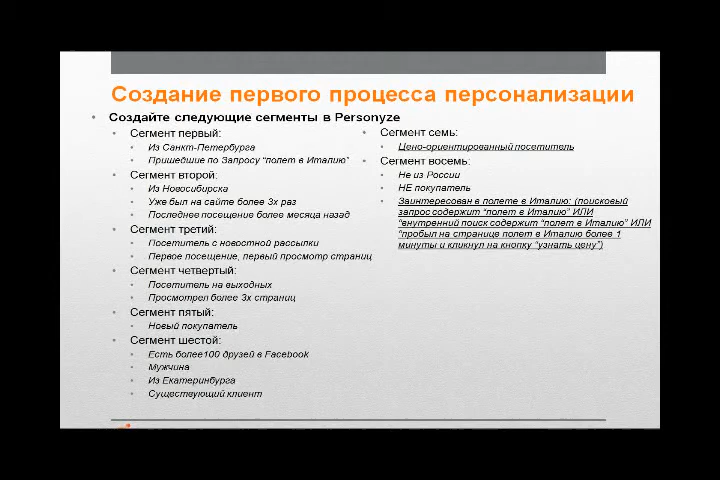 Создание первого процесса персонализации
Создайте следующие сегменты в Personyze
Сегмент первый:
Из Санкт-Петербурга
Пришедшие по Запросу "полет в Италию"
Сегмент второй:
Из Новосибирска
Уже был на сайте более 3х раз
Последнее посещение более месяца назад
Сегмент третий:
Посетитель с новостной рассылки
Первое посещение, первый просмотр страниц
Сегмент четвертый:
Посетитель на выходных
Просмотрел более 3х страниц
Сегмент пятый:
Новый покупатель
Сегмент шестой:
Есть более100 друзей в Facebook
Мужчина
Из Екатеринбурга
Существующий клиент
Сегмент семь:
Цено-ориентированный посетитель
Сегмент восемь:
Не из России
НЕ покупатель
Заинтересован в полете в Италию: (поисковый
запрос содержит "полет в Италию" ИЛИ
"внутренний поиск содержит "полет в Италию" ИЛИ
"пробыл на странице полет в Италию более 1
минуты и кликнул на кнопку "узнать цену")